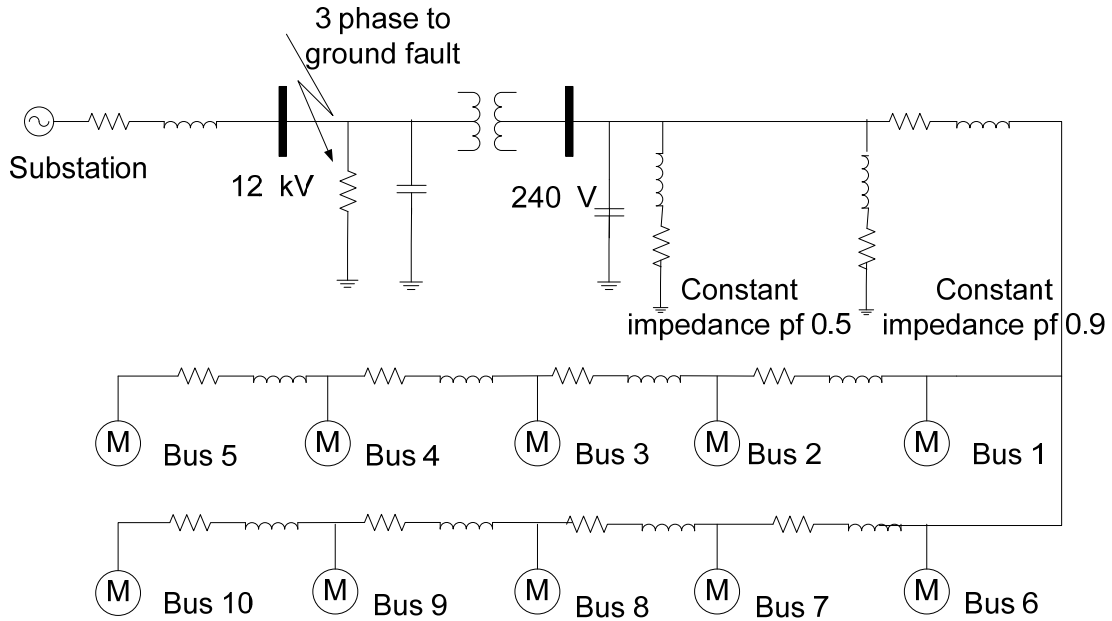 3 phase to
ground fault
Substation
12 kV
240 V
Constant
impedance pf 0.5
Constant
impedance pf 0.9
M
Bus 5
M
Bus 4
M
Bus 3
M
Bus 2
M
Bus 1
M
Bus 10
M
Bus 9
M
Bus 8
M
Bus 7
M
Bus 6